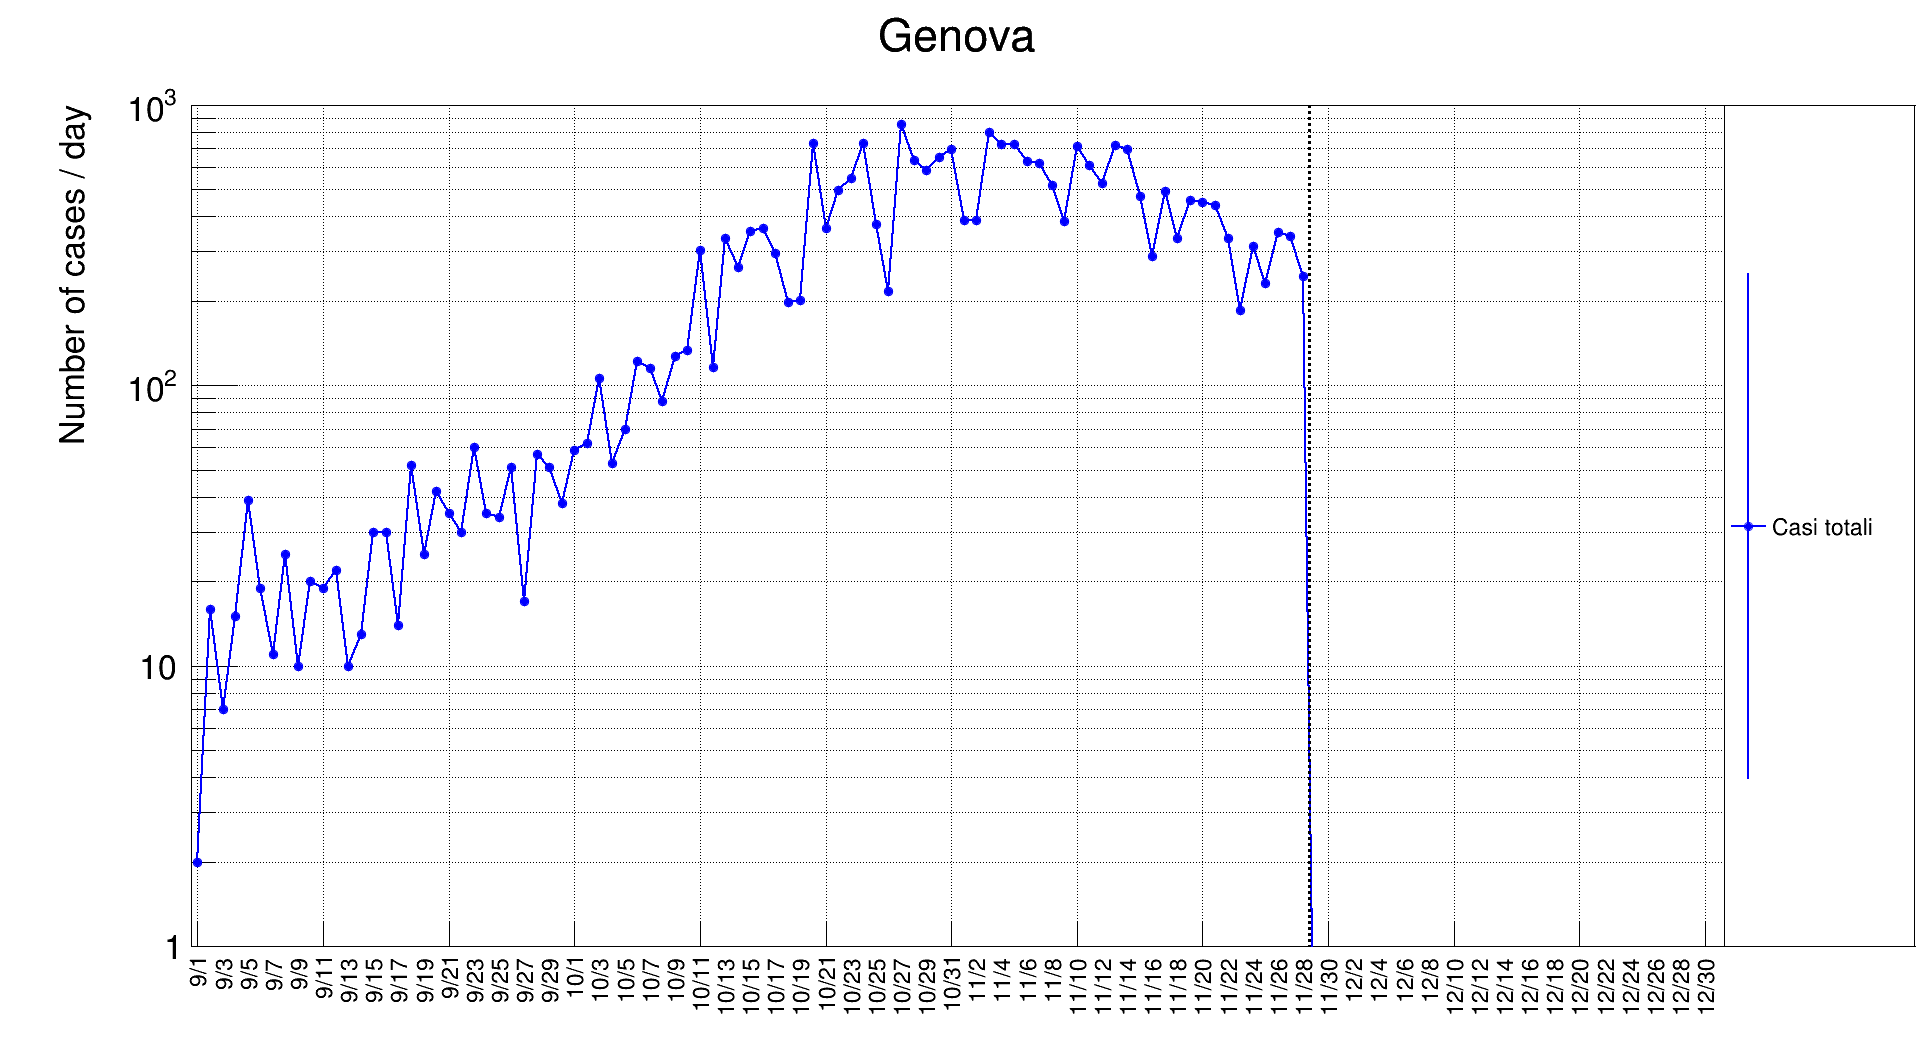 Genova
Number of cases / day
10³
10²
10
1
9/1 9/3 9/5 9/7 9/9 9/11 9/13 9/15 9/17 9/19 9/21 9/23 9/25 9/27 9/29 10/1 10/3 10/5 10/7 10/9 10/11 10/13 10/15 10/17 10/19 10/21 10/23 10/25 10/27 10/29 10/31 11/2 11/4 11/6 11/8 11/10 11/12 11/14 11/16 11/18 11/20 11/22 11/24 11/26 11/28 11/30 12/2 12/4 12/6 12/8 12/10 12/12 12/14 12/16 12/18 12/20 12/22 12/24 12/26 12/28 12/30
Casi totali